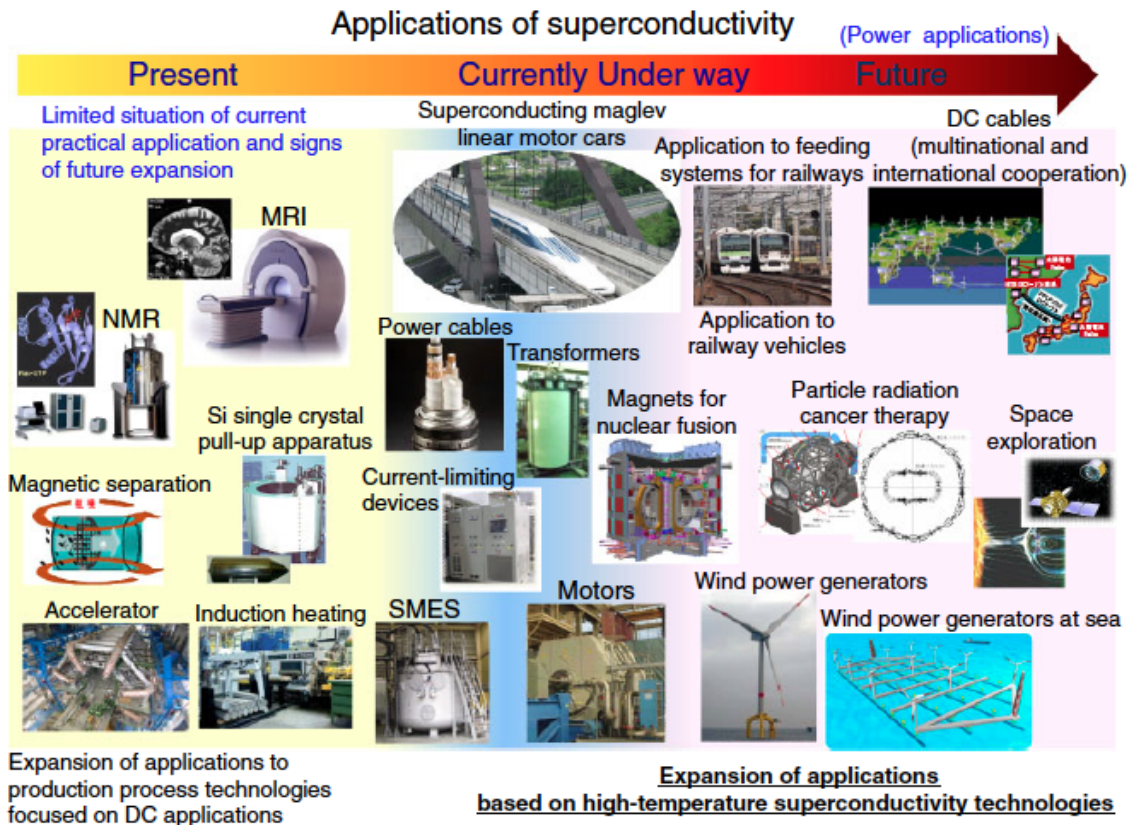 Applications of superconductivity
(Power applications)
Present
Currently Under way
Future
Limited situation of current
practical application and signs
of future expansion
Superconducting maglev
linear motor cars
Application to feeding
systems for railways
DC cables
(multinational and
international cooperation)
MRI
NMR
Power cables
Transformers
Application to
railway vehicles
Si single crystal
pull-up apparatus
Magnets for
nuclear fusion
Particle radiation
cancer therapy
Space
exploration
Magnetic separation
Current-limiting
devices
Accelerator
Induction heating
SMES
Motors
Wind power generators
Wind power generators at sea
Expansion of applications to
production process technologies
focused on DC applications
Expansion of applications
based on high-temperature superconductivity technologies